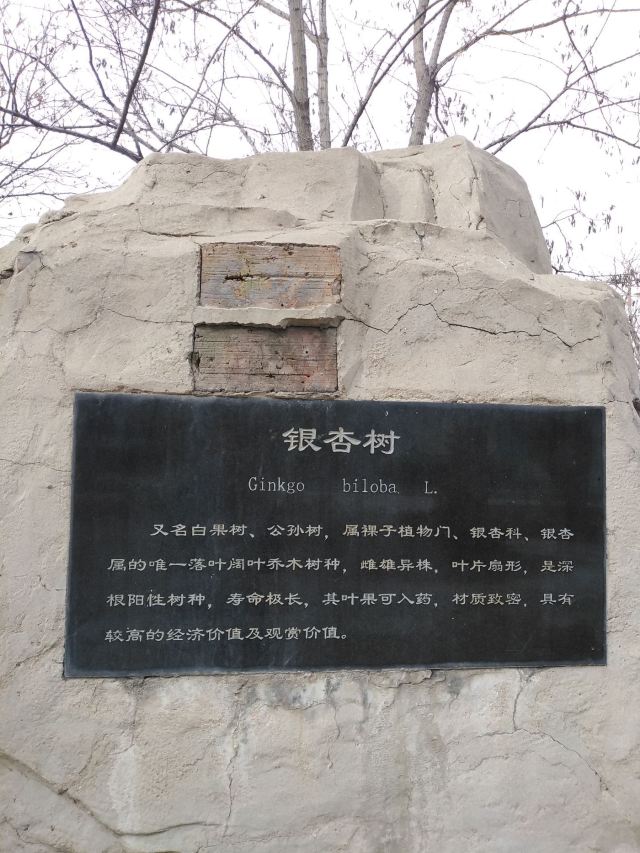 银杏树
Ginkgo biloba L.
又名白果树、公孙树，属裸子植物门、银杏科、银杏
属的唯一落叶阔叶乔木树种，雌雄异株，叶片扇形，是深
根阳性树种，寿命极长，其叶果可入药，材质致密，具有
较高的经济价值及观赏价值。